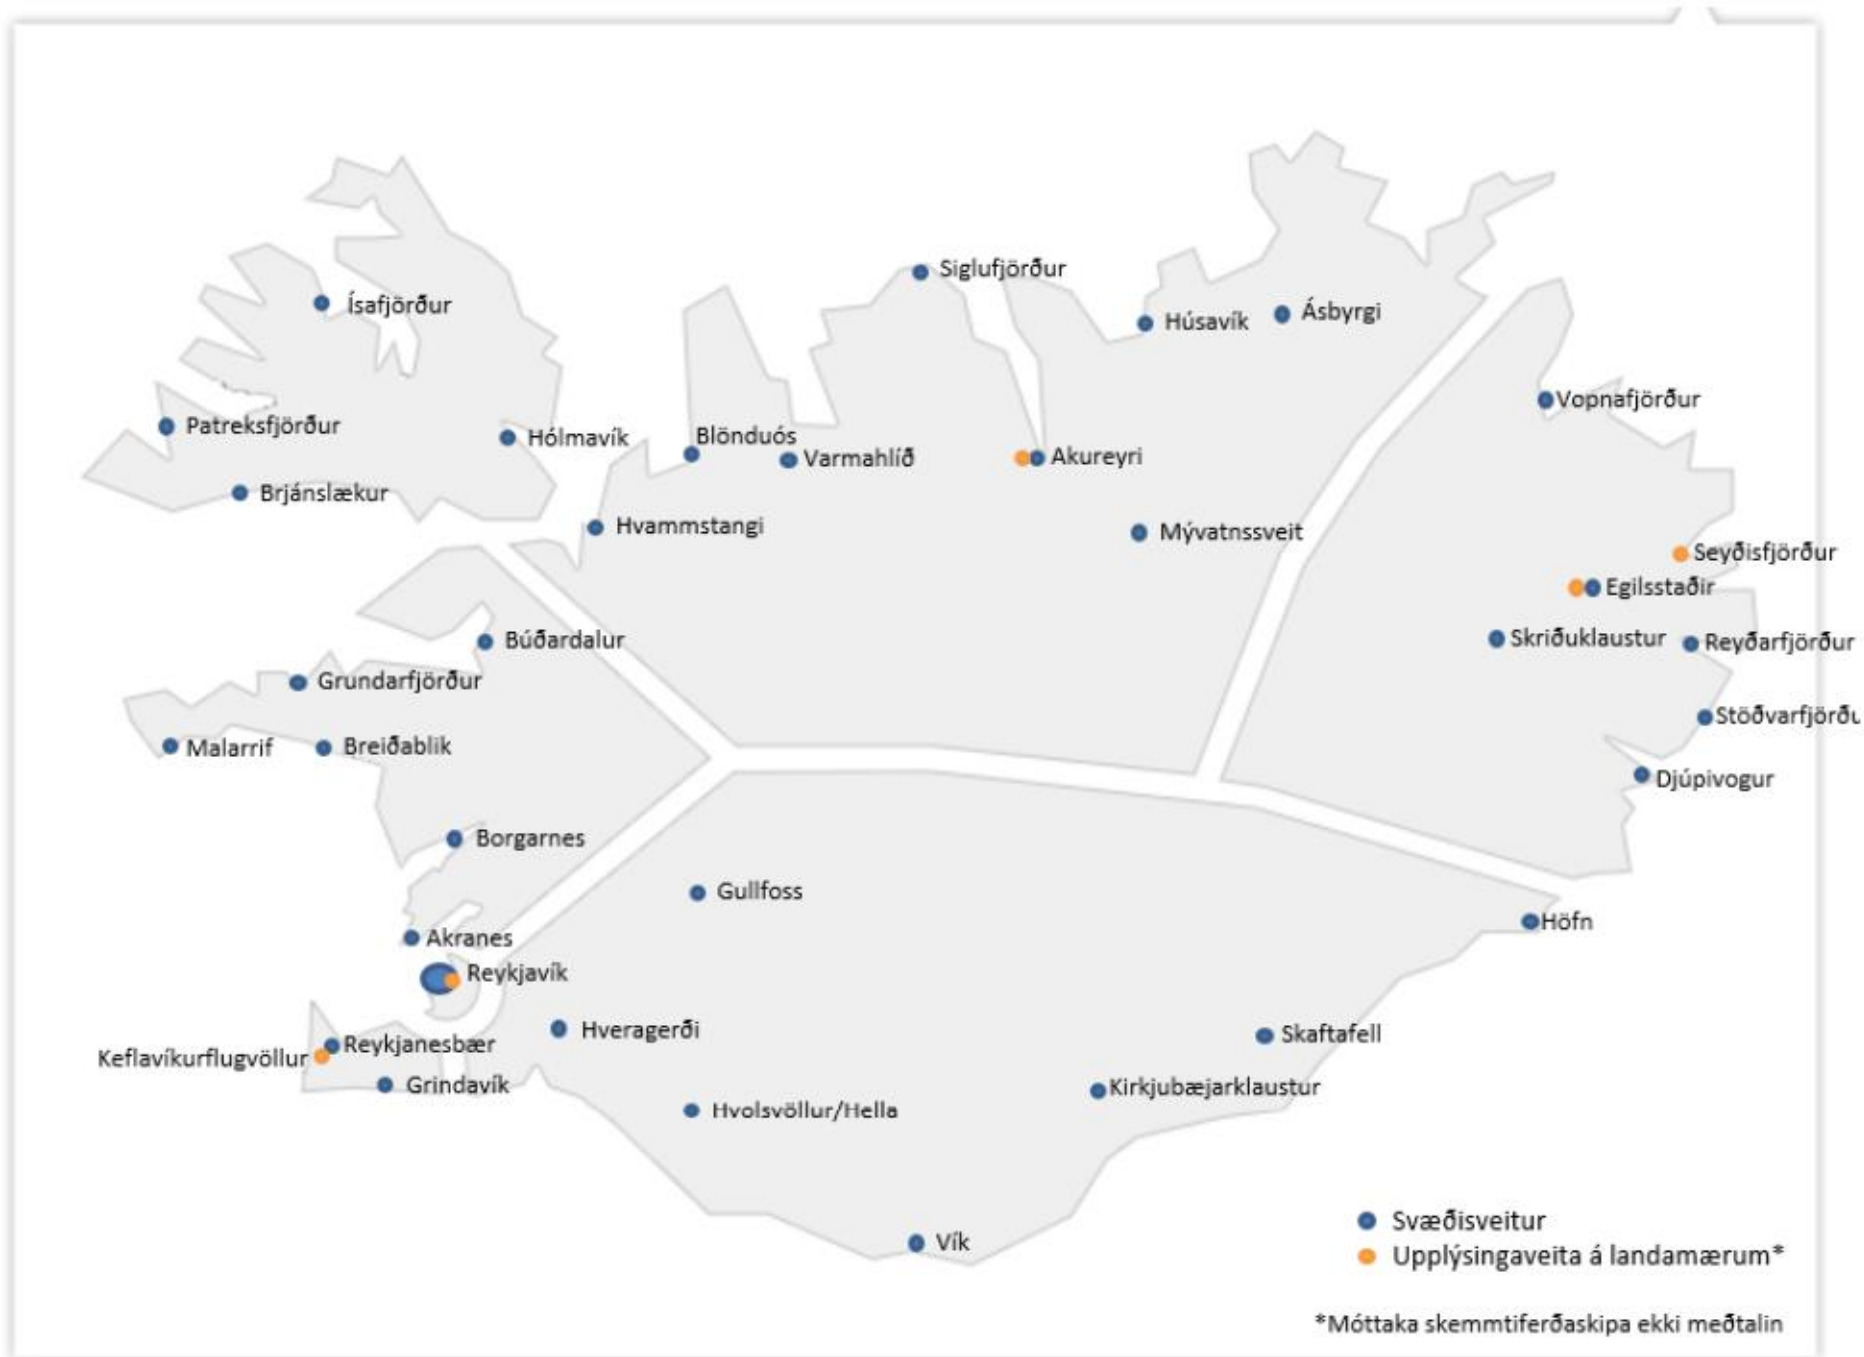 Siglufjörður
Ísafjörður
Húsavík
Ásbyrgi
Vopnafjörður
Patreksfjörður
Hólmavík
Blönduós
Varmahlíð
Akureyri
Brjánslækur
Hvammstangi
Mývatnssveit
Seyðisfjörður
Egilsstaðir
Búðardalur
Skriðuklaustur
Reyðarfjörður
Grundarfjörður
Stöðvarfjörðu
Malarrif
Breiðablik
Djúpivogur
Borgarnes
Gullfoss
Höfn
Akranes
Reykjavík
Hveragerði
Skaftafell
Reykjanesbær
Keflavíkurflugvöllur
Grindavík
Kirkjubæjarklaustur
Hvolsvöllur/Hella
Vík
Svæðisveitur
Upplýsingaveita á landamærum*
*Móttaka skemmtiferðaskipa ekki meðtalin